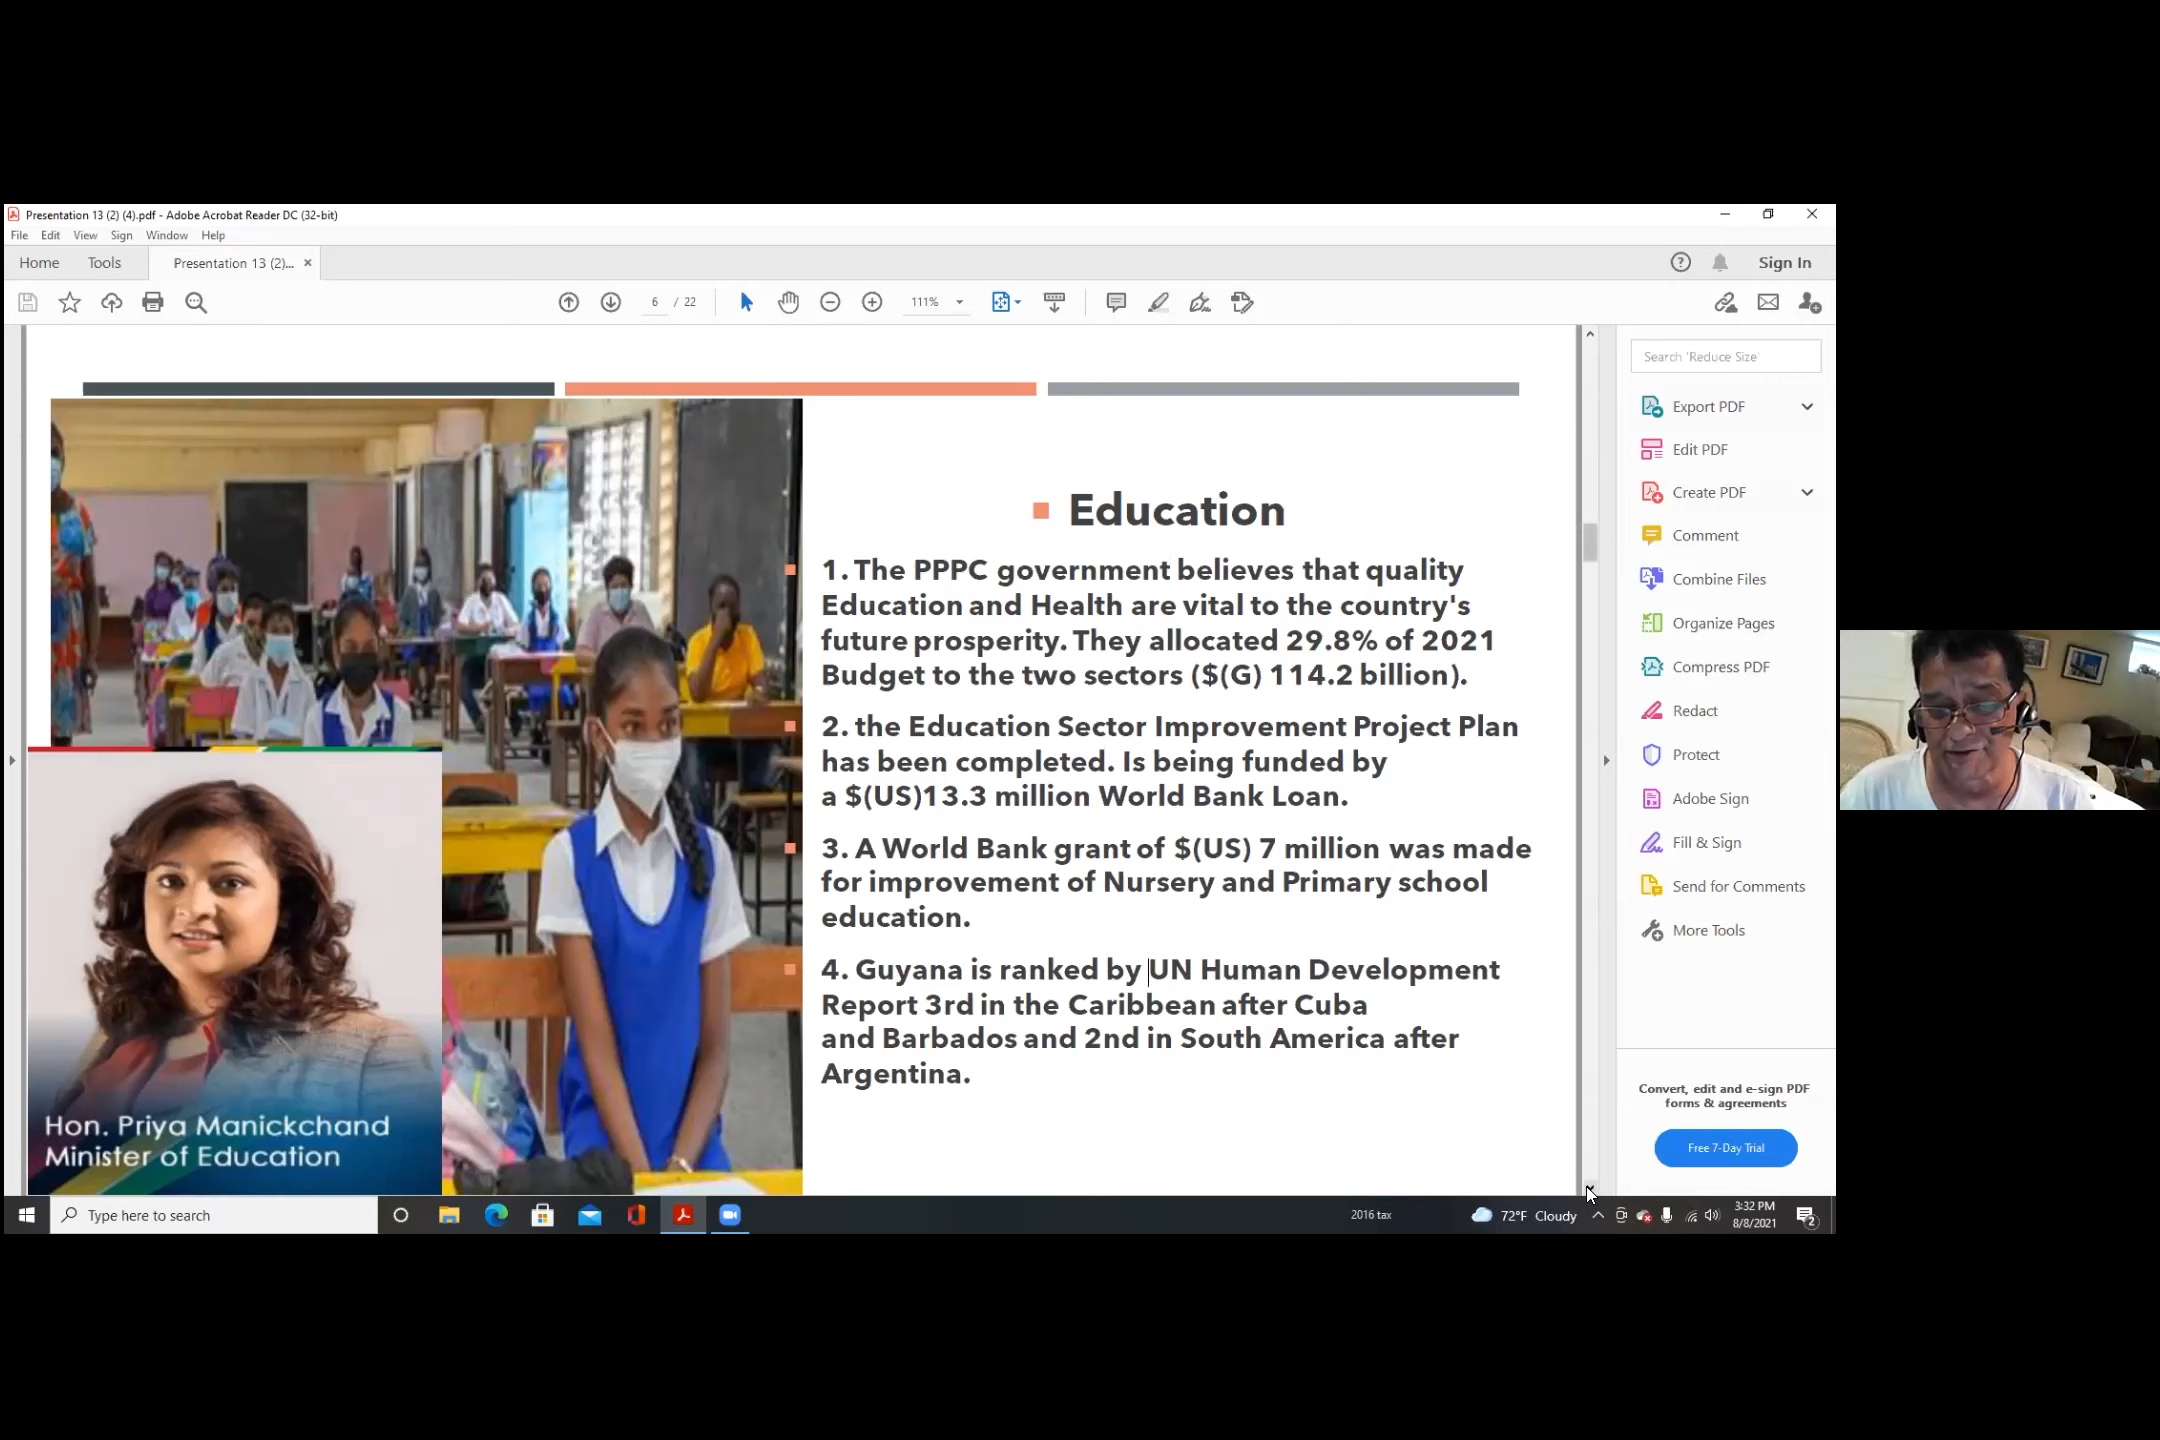 Presentation 13 (2) (4).pdf - Adobe Acrobat Reader DC (32-bit)
File Edit View Sign Window Help
Home Tools Presentation 13 (2)... × Sign In
6 / 22 111%
Search 'Reduce Size'
Export PDF
Edit PDF
Create PDF
Comment
Combine Files
Organize Pages
Compress PDF
Redact
Protect
Adobe Sign
Fill & Sign
Send for Comments
More Tools
Convert, edit and e-sign PDF
forms & agreements
Free 7-Day Trial
Education
1. The PPPC government believes that quality
Education and Health are vital to the country's
future prosperity. They allocated 29.8% of 2021
Budget to the two sectors ($(G) 114.2 billion).
2. the Education Sector Improvement Project Plan
has been completed. Is being funded by
a $(US)13.3 million World Bank Loan.
3. A World Bank grant of $(US) 7 million was made
for improvement of Nursery and Primary school
education.
4. Guyana is ranked by UN Human Development
Report 3rd in the Caribbean after Cuba
and Barbados and 2nd in South America after
Argentina.
Hon. Priya Manickchand
Minister of Education
Type here to search
2016 tax
72°F Cloudy
3:32 PM
8/8/2021
2